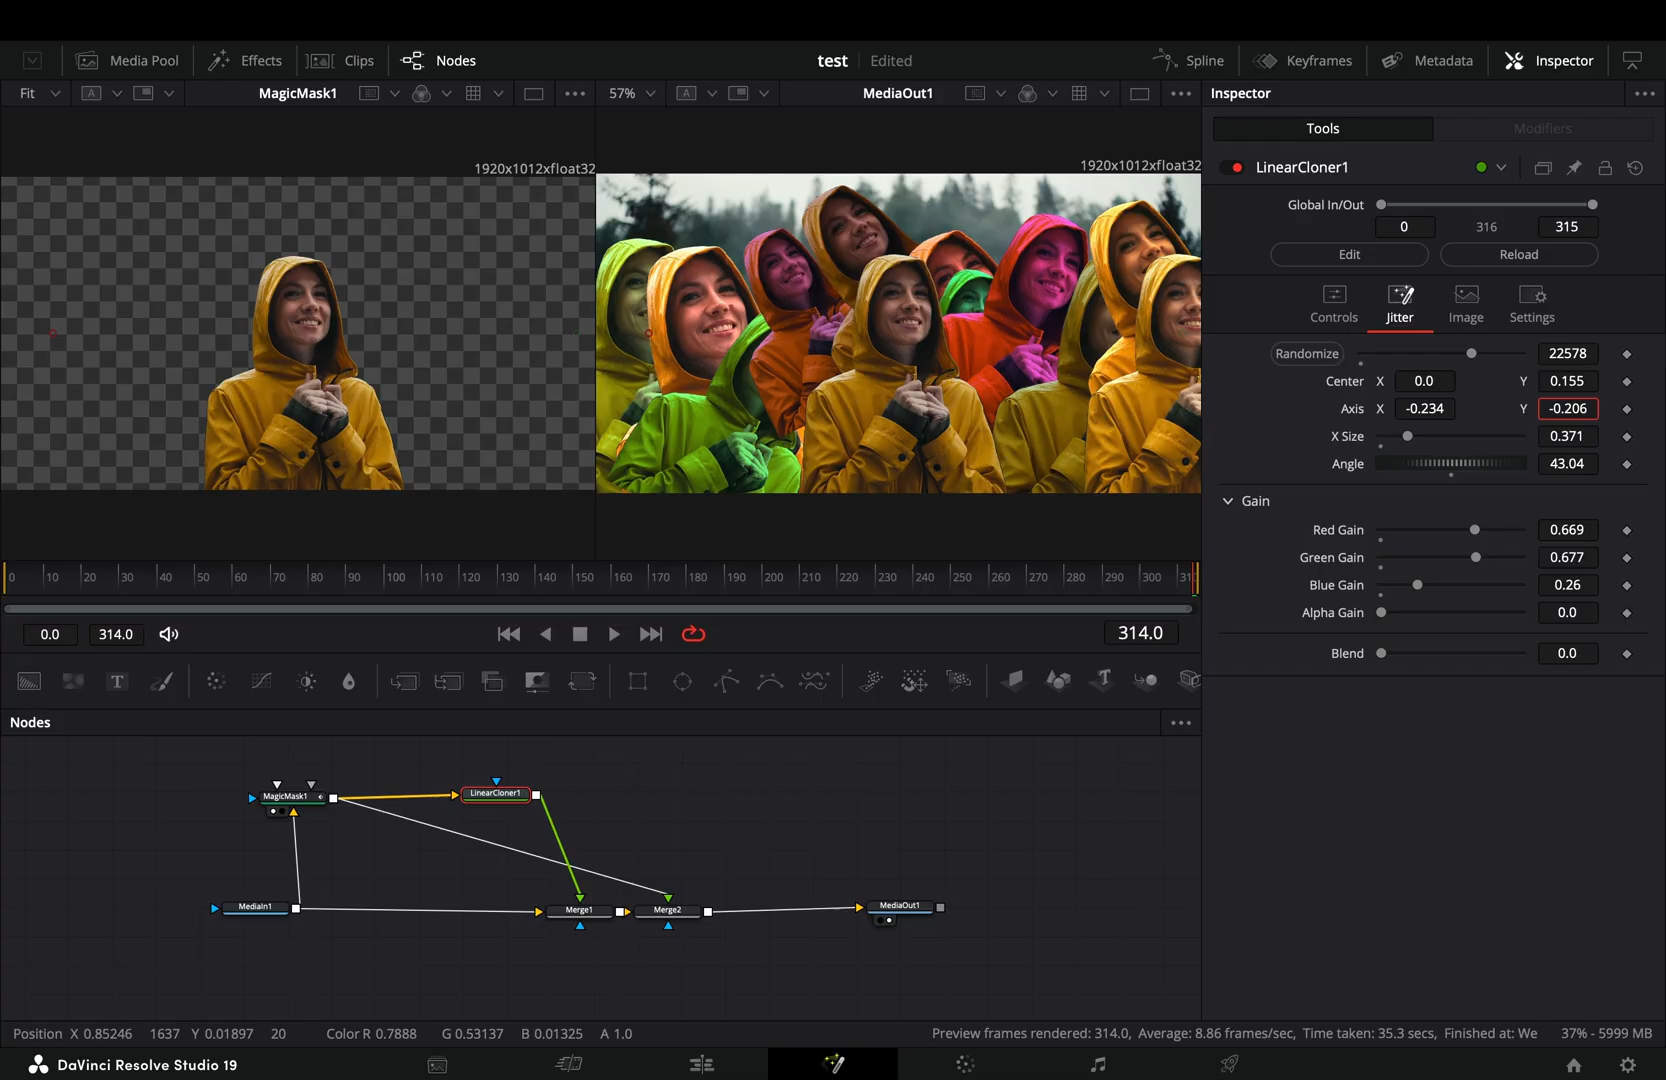 Media Pool Effects Clips Nodes test Edited Spline Keyframes Metadata Inspector
Fit A MagicMask1 57% A MediaOut1 Inspector
Tools Modifiers
1920x1012xfloat32 1920x1012xfloat32
LinearCloner1
Global In/Out
0 316 315
Edit Reload
Controls Jitter Image Settings
Randomize 22578
Center X 0.0 Y 0.155
Axis X -0.234 Y -0.206
X Size 0.371
Angle 43.04
Gain
Red Gain 0.669
Green Gain 0.677
Blue Gain 0.26
Alpha Gain 0.0
Blend 0.0
0 10 20 30 40 50 60 70 80 90 100 110 120 130 140 150 160 170 180 190 200 210 220 230 240 250 260 270 280 290 300 31
0.0 314.0 314.0
T T
Nodes
MagicMask1 LinearCloner1
MediaIn1 Merge1 Merge2 MediaOut1
Position X 0.85246 1637 Y 0.01897 20 Color R 0.7888 G 0.53137 B 0.01325 A 1.0 Preview frames rendered: 314.0, Average: 8.86 frames/sec, Time taken: 35.3 secs, Finished at: We 37% - 5999 MB
DaVinci Resolve Studio 19